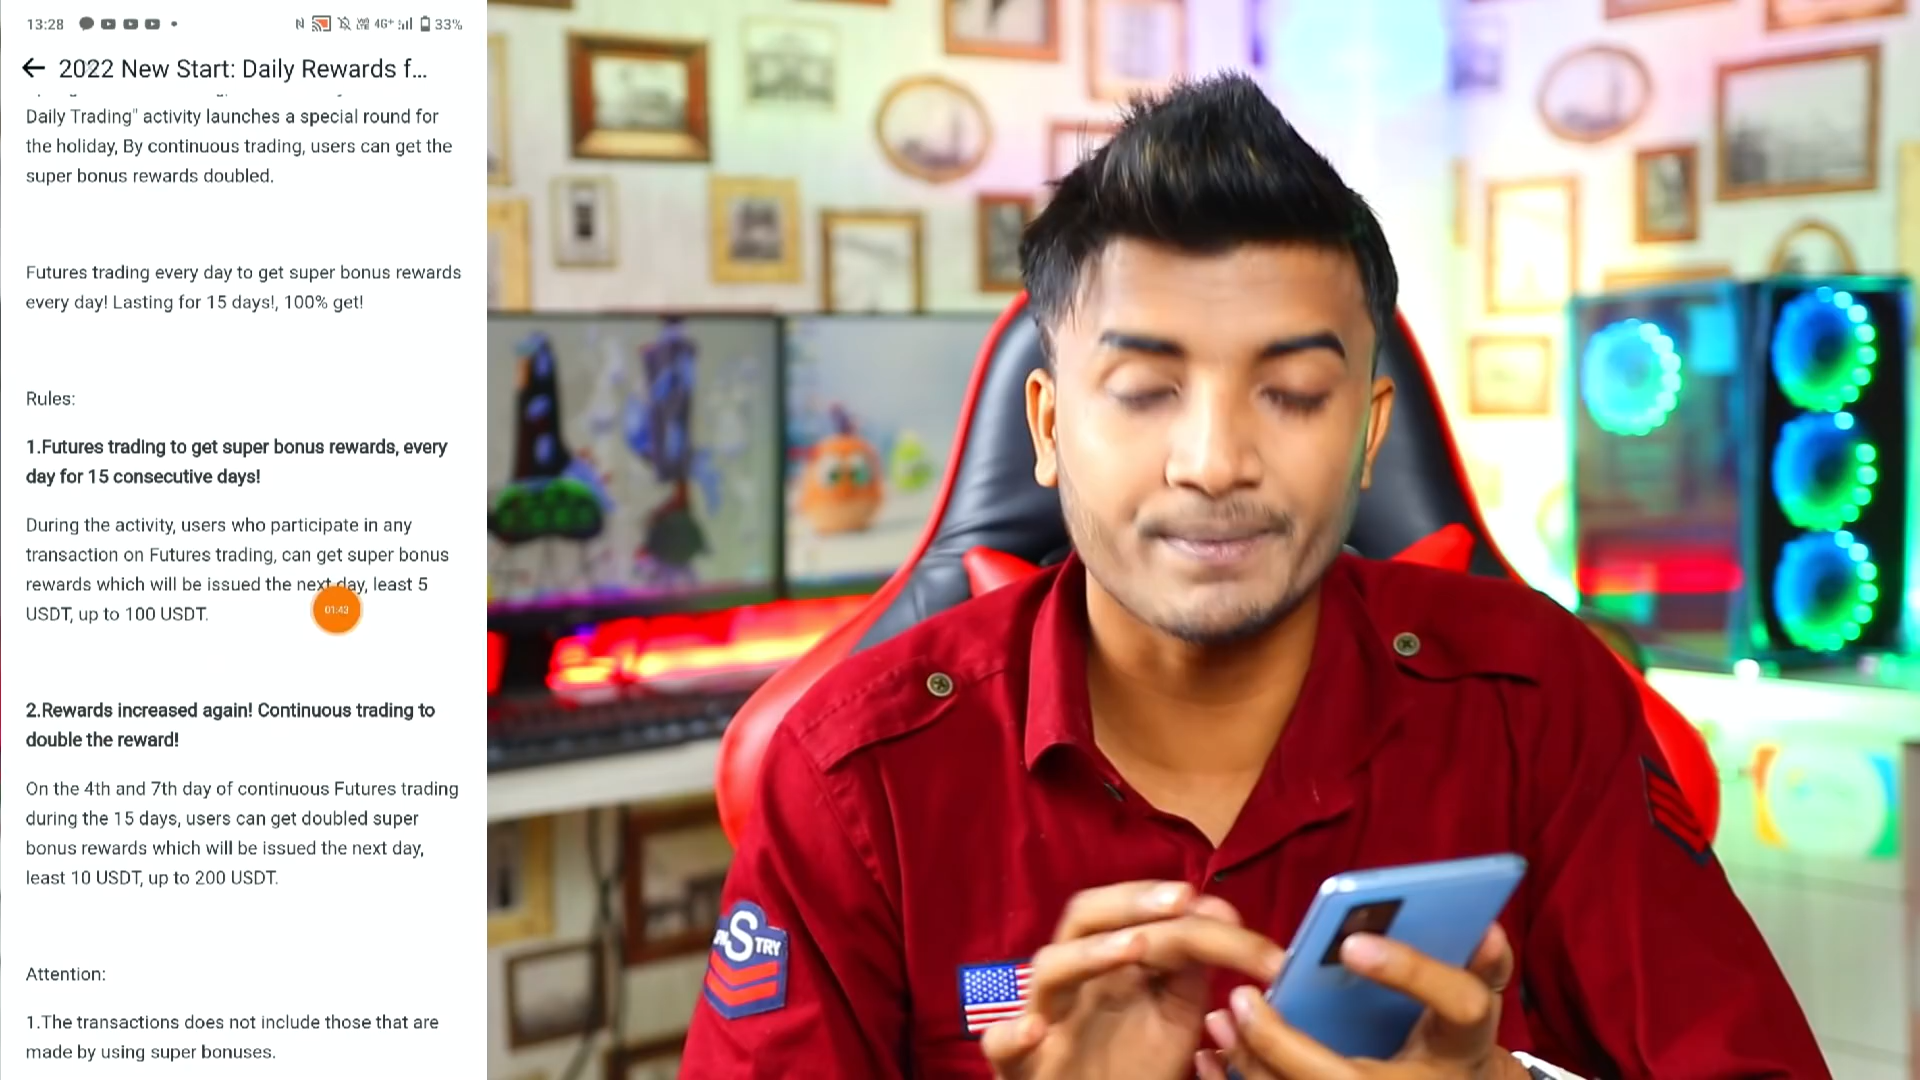 13:28
4G+
33%
2022 New Start: Daily Rewards f...
Daily Trading" activity launches a special round for
the holiday, By continuous trading, users can get the
super bonus rewards doubled.
Futures trading every day to get super bonus rewards
every day! Lasting for 15 days!, 100% get!
Rules:
1.Futures trading to get super bonus rewards, every
day for 15 consecutive days!
During the activity, users who participate in any
transaction on Futures trading, can get super bonus
rewards which will be issued the next day, least 5
USDT, up to 100 USDT.
01:43
2.Rewards increased again! Continuous trading to
double the reward!
On the 4th and 7th day of continuous Futures trading
during the 15 days, users can get doubled super
bonus rewards which will be issued the next day,
least 10 USDT, up to 200 USDT.
Attention:
1.The transactions does not include those that are
made by using super bonuses.
S
TRY